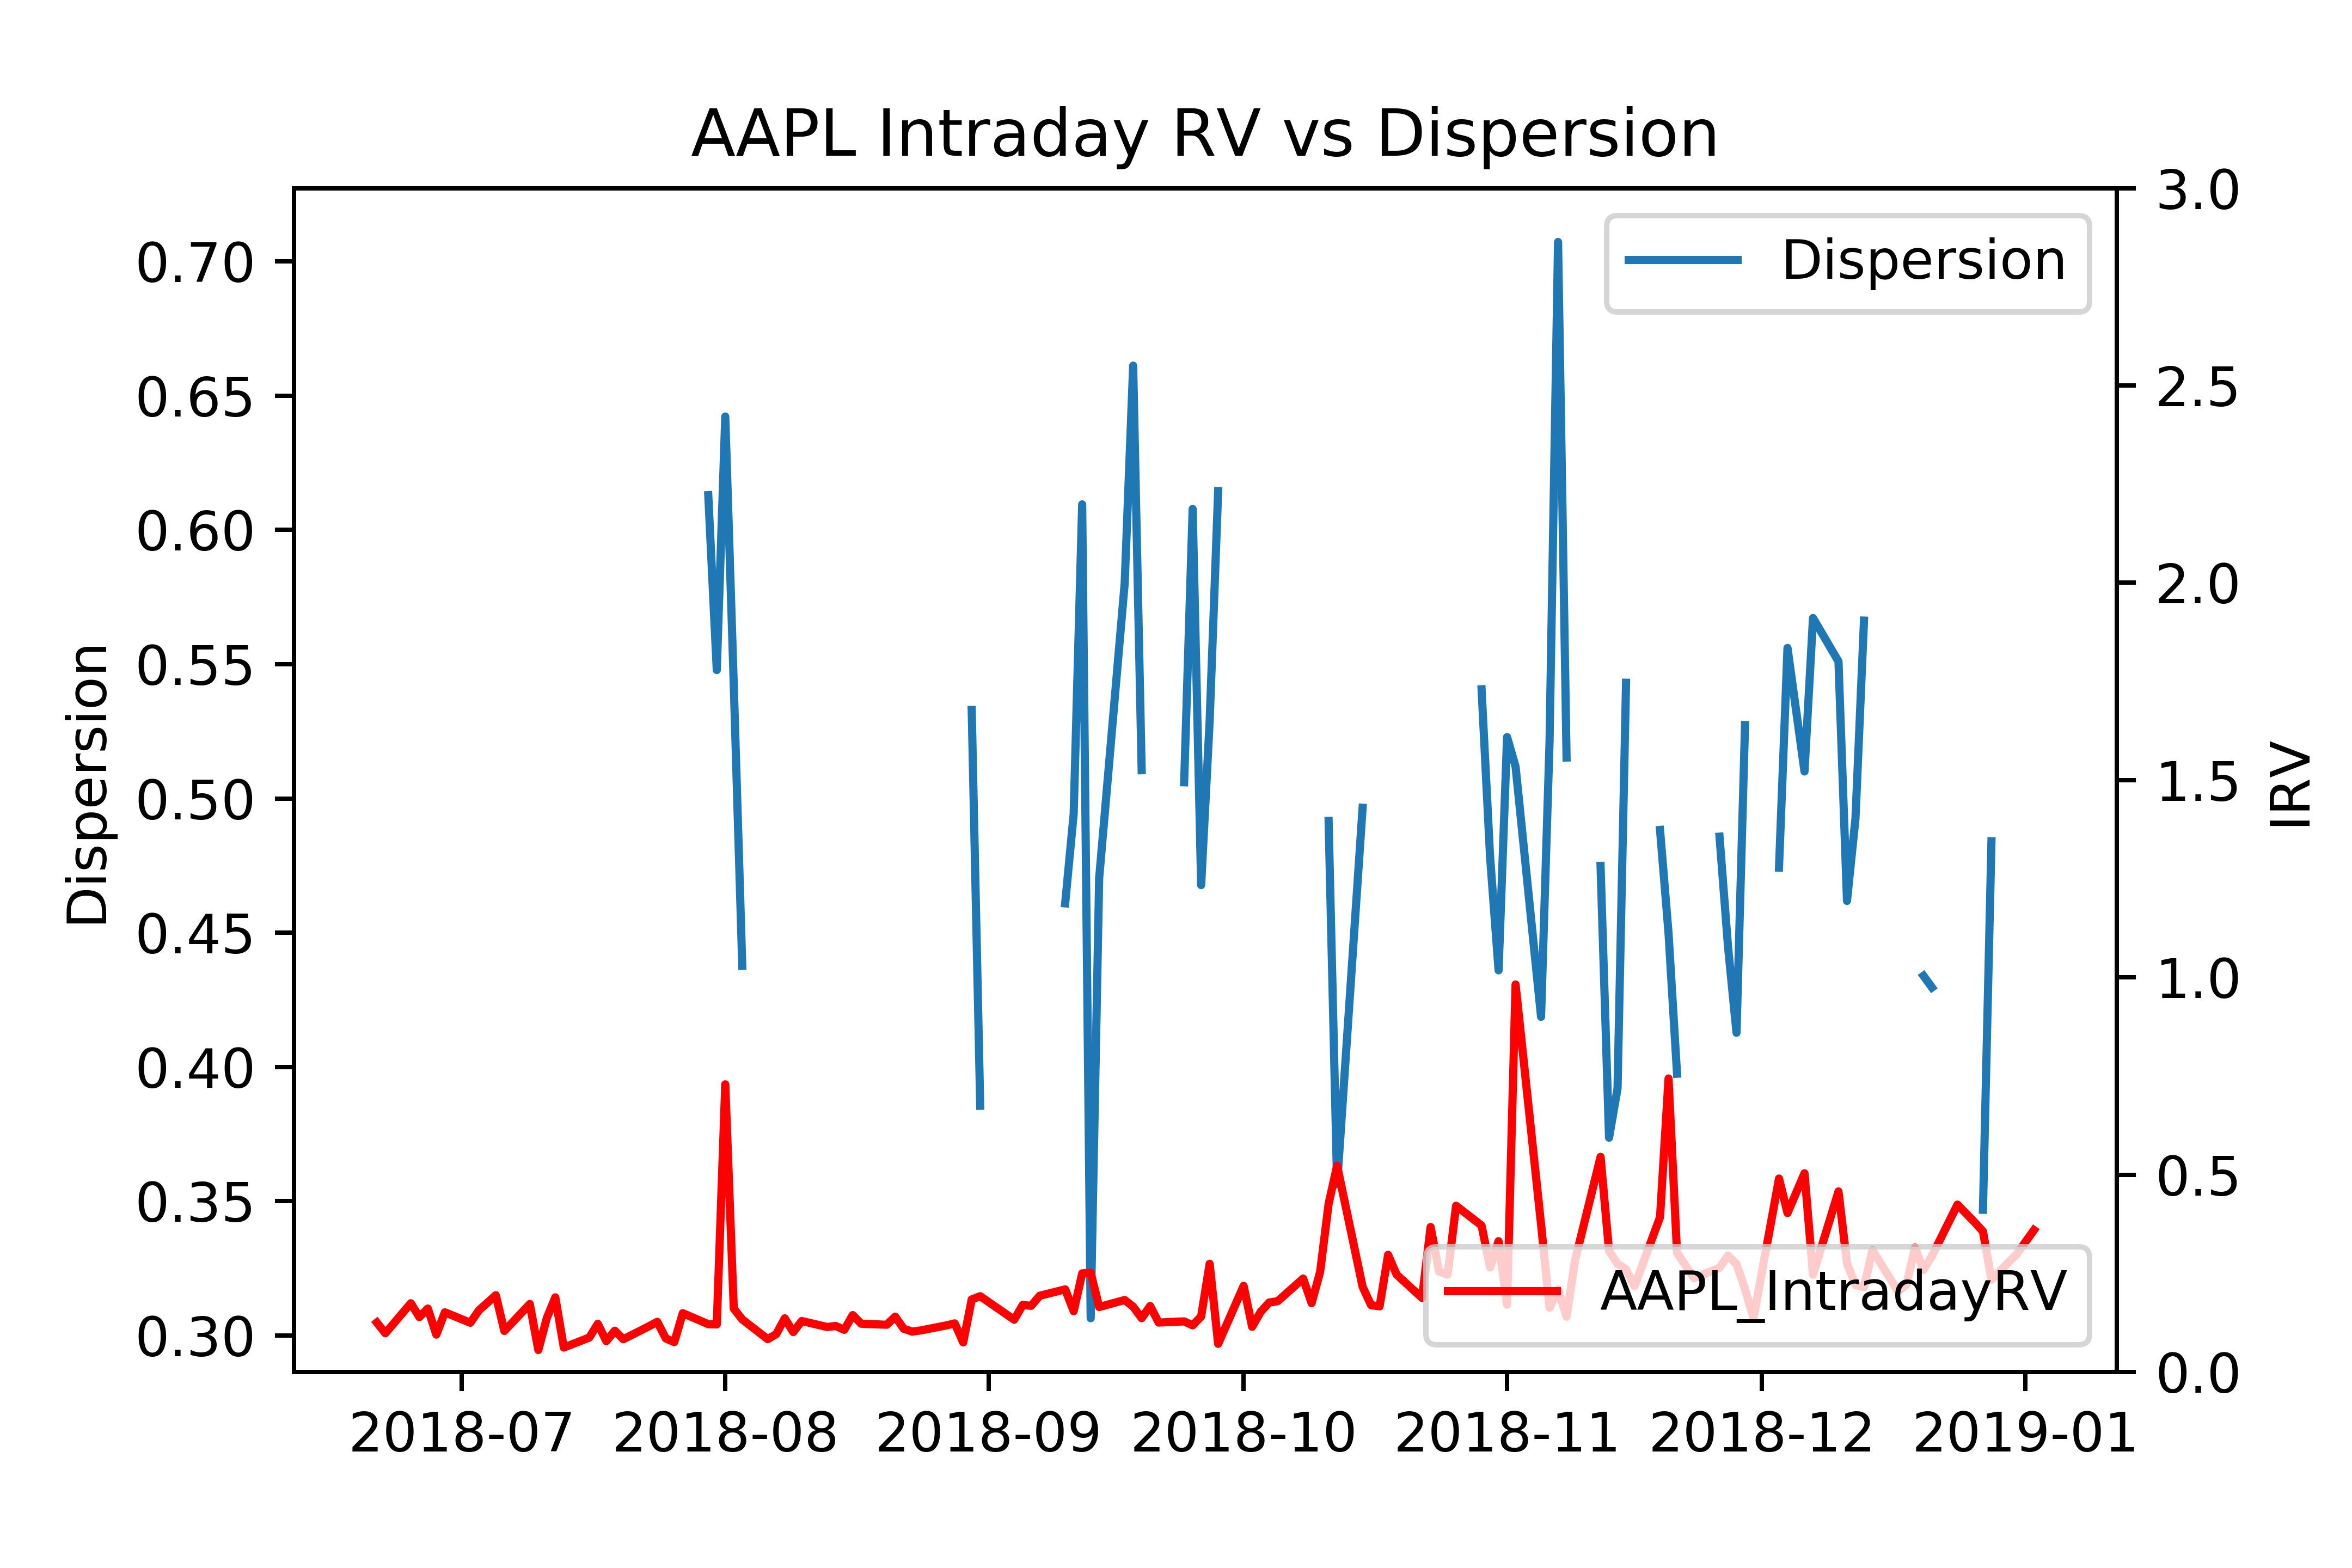 AAPL Intraday RV vs Dispersion
Dispersion
0.70
0.65
0.60
0.55
0.50
0.45
0.40
0.35
0.30
Dispersion
3.0
2.5
2.0
1.5
1.0
0.5
0.0
IRV
AAPL_IntradayRV
2018-07 2018-08 2018-09 2018-10 2018-11 2018-12 2019-01